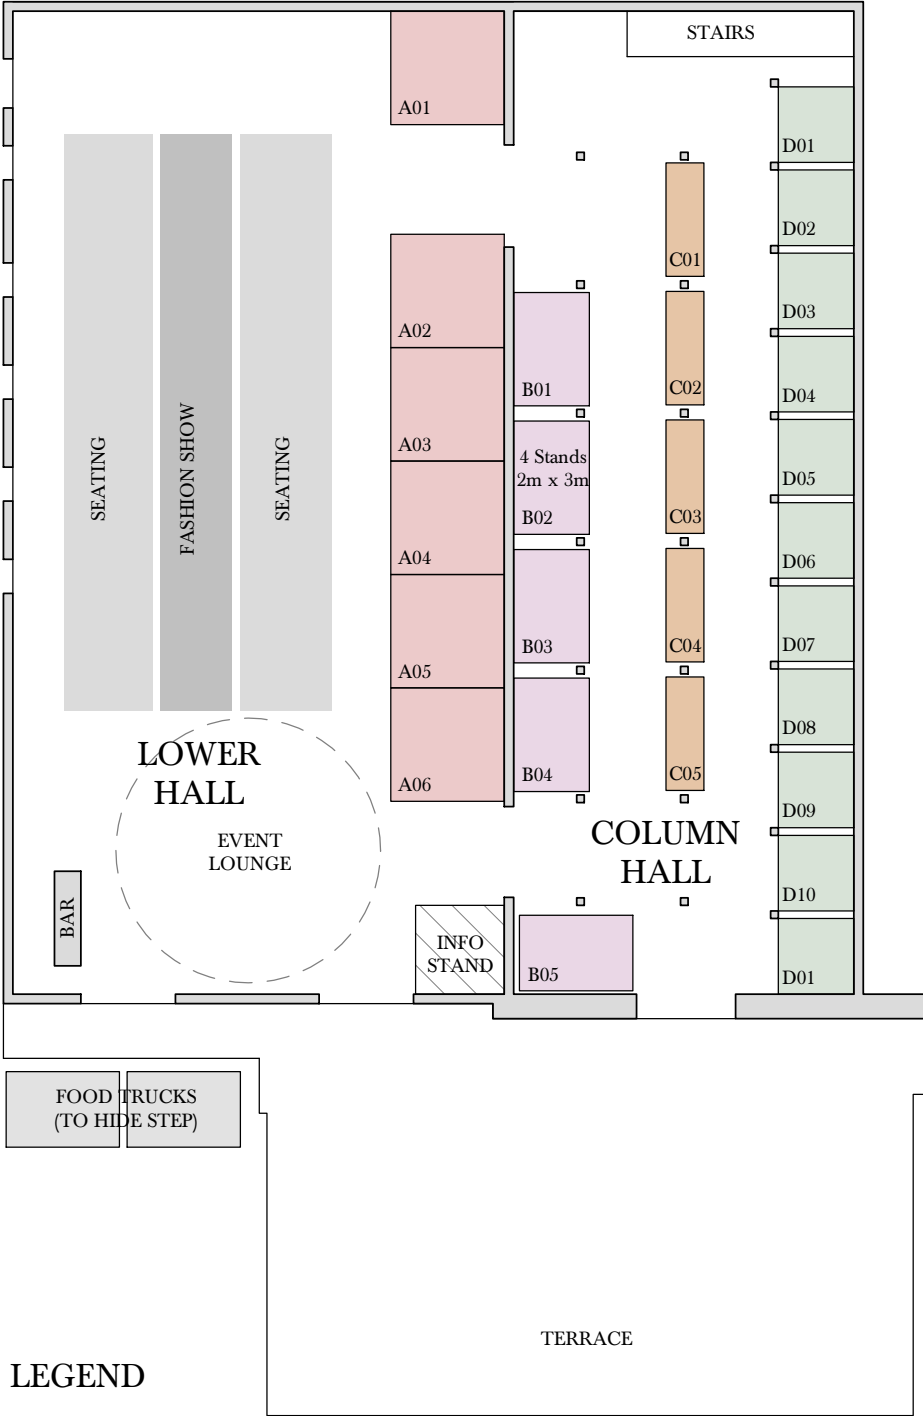 STAIRS
A01
D01
D02
C01
D03
A02
B01
C02
D04
A03
SEATING
FASHION SHOW
SEATING
4 Stands
2m x 3m
B02
C03
D05
A04
D06
B03
C04
D07
A05
D08
LOWER
HALL
A06
B04
C05
D09
EVENT
LOUNGE
COLUMN
HALL
D10
BAR
INFO
STAND
B05
D01
FOOD TRUCKS
(TO HIDE STEP)
TERRACE
LEGEND